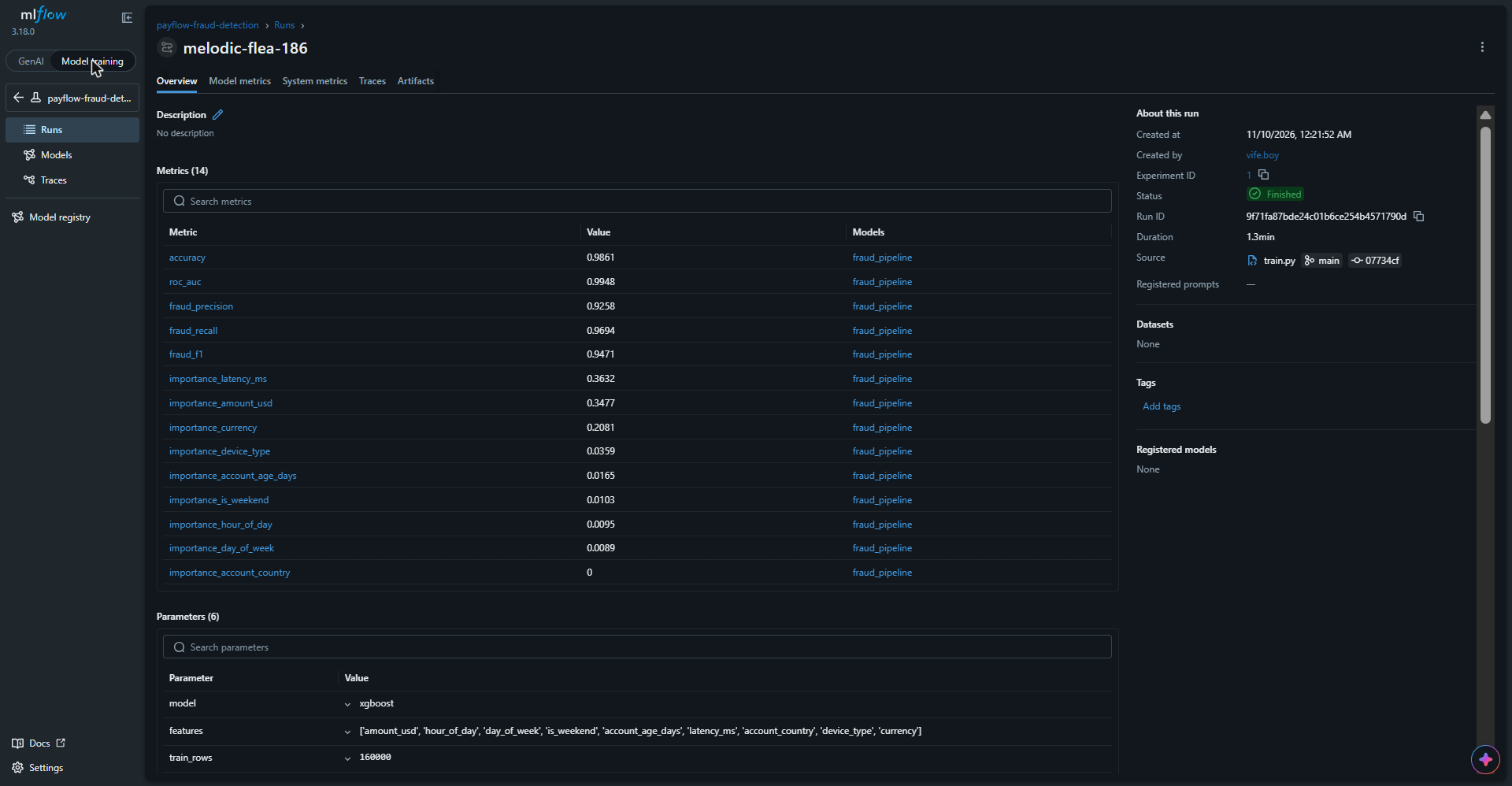 mlflow
3.18.0
GenAI Model training
payflow-fraud-det...
Runs
Models
Traces
Model registry
Docs
Settings
payflow-fraud-detection › Runs ›
melodic-flea-186
Overview Model metrics System metrics Traces Artifacts
Description
No description
Metrics (14)
Search metrics
Metric Value Models
accuracy 0.9861 fraud_pipeline
roc_auc 0.9948 fraud_pipeline
fraud_precision 0.9258 fraud_pipeline
fraud_recall 0.9694 fraud_pipeline
fraud_f1 0.9471 fraud_pipeline
importance_latency_ms 0.3632 fraud_pipeline
importance_amount_usd 0.3477 fraud_pipeline
importance_currency 0.2081 fraud_pipeline
importance_device_type 0.0359 fraud_pipeline
importance_account_age_days 0.0165 fraud_pipeline
importance_is_weekend 0.0103 fraud_pipeline
importance_hour_of_day 0.0095 fraud_pipeline
importance_day_of_week 0.0089 fraud_pipeline
importance_account_country 0 fraud_pipeline
Parameters (6)
Search parameters
Parameter Value
model xgboost
features ['amount_usd', 'hour_of_day', 'day_of_week', 'is_weekend', 'account_age_days', 'latency_ms', 'account_country', 'device_type', 'currency']
train_rows 160000
About this run
Created at 11/10/2026, 12:21:52 AM
Created by vife.boy
Experiment ID 1
Status Finished
Run ID 9f71fa87bde24c01b6ce254b4571790d
Duration 1.3min
Source train.py main 07734cf
Registered prompts —
Datasets
None
Tags
Add tags
Registered models
None